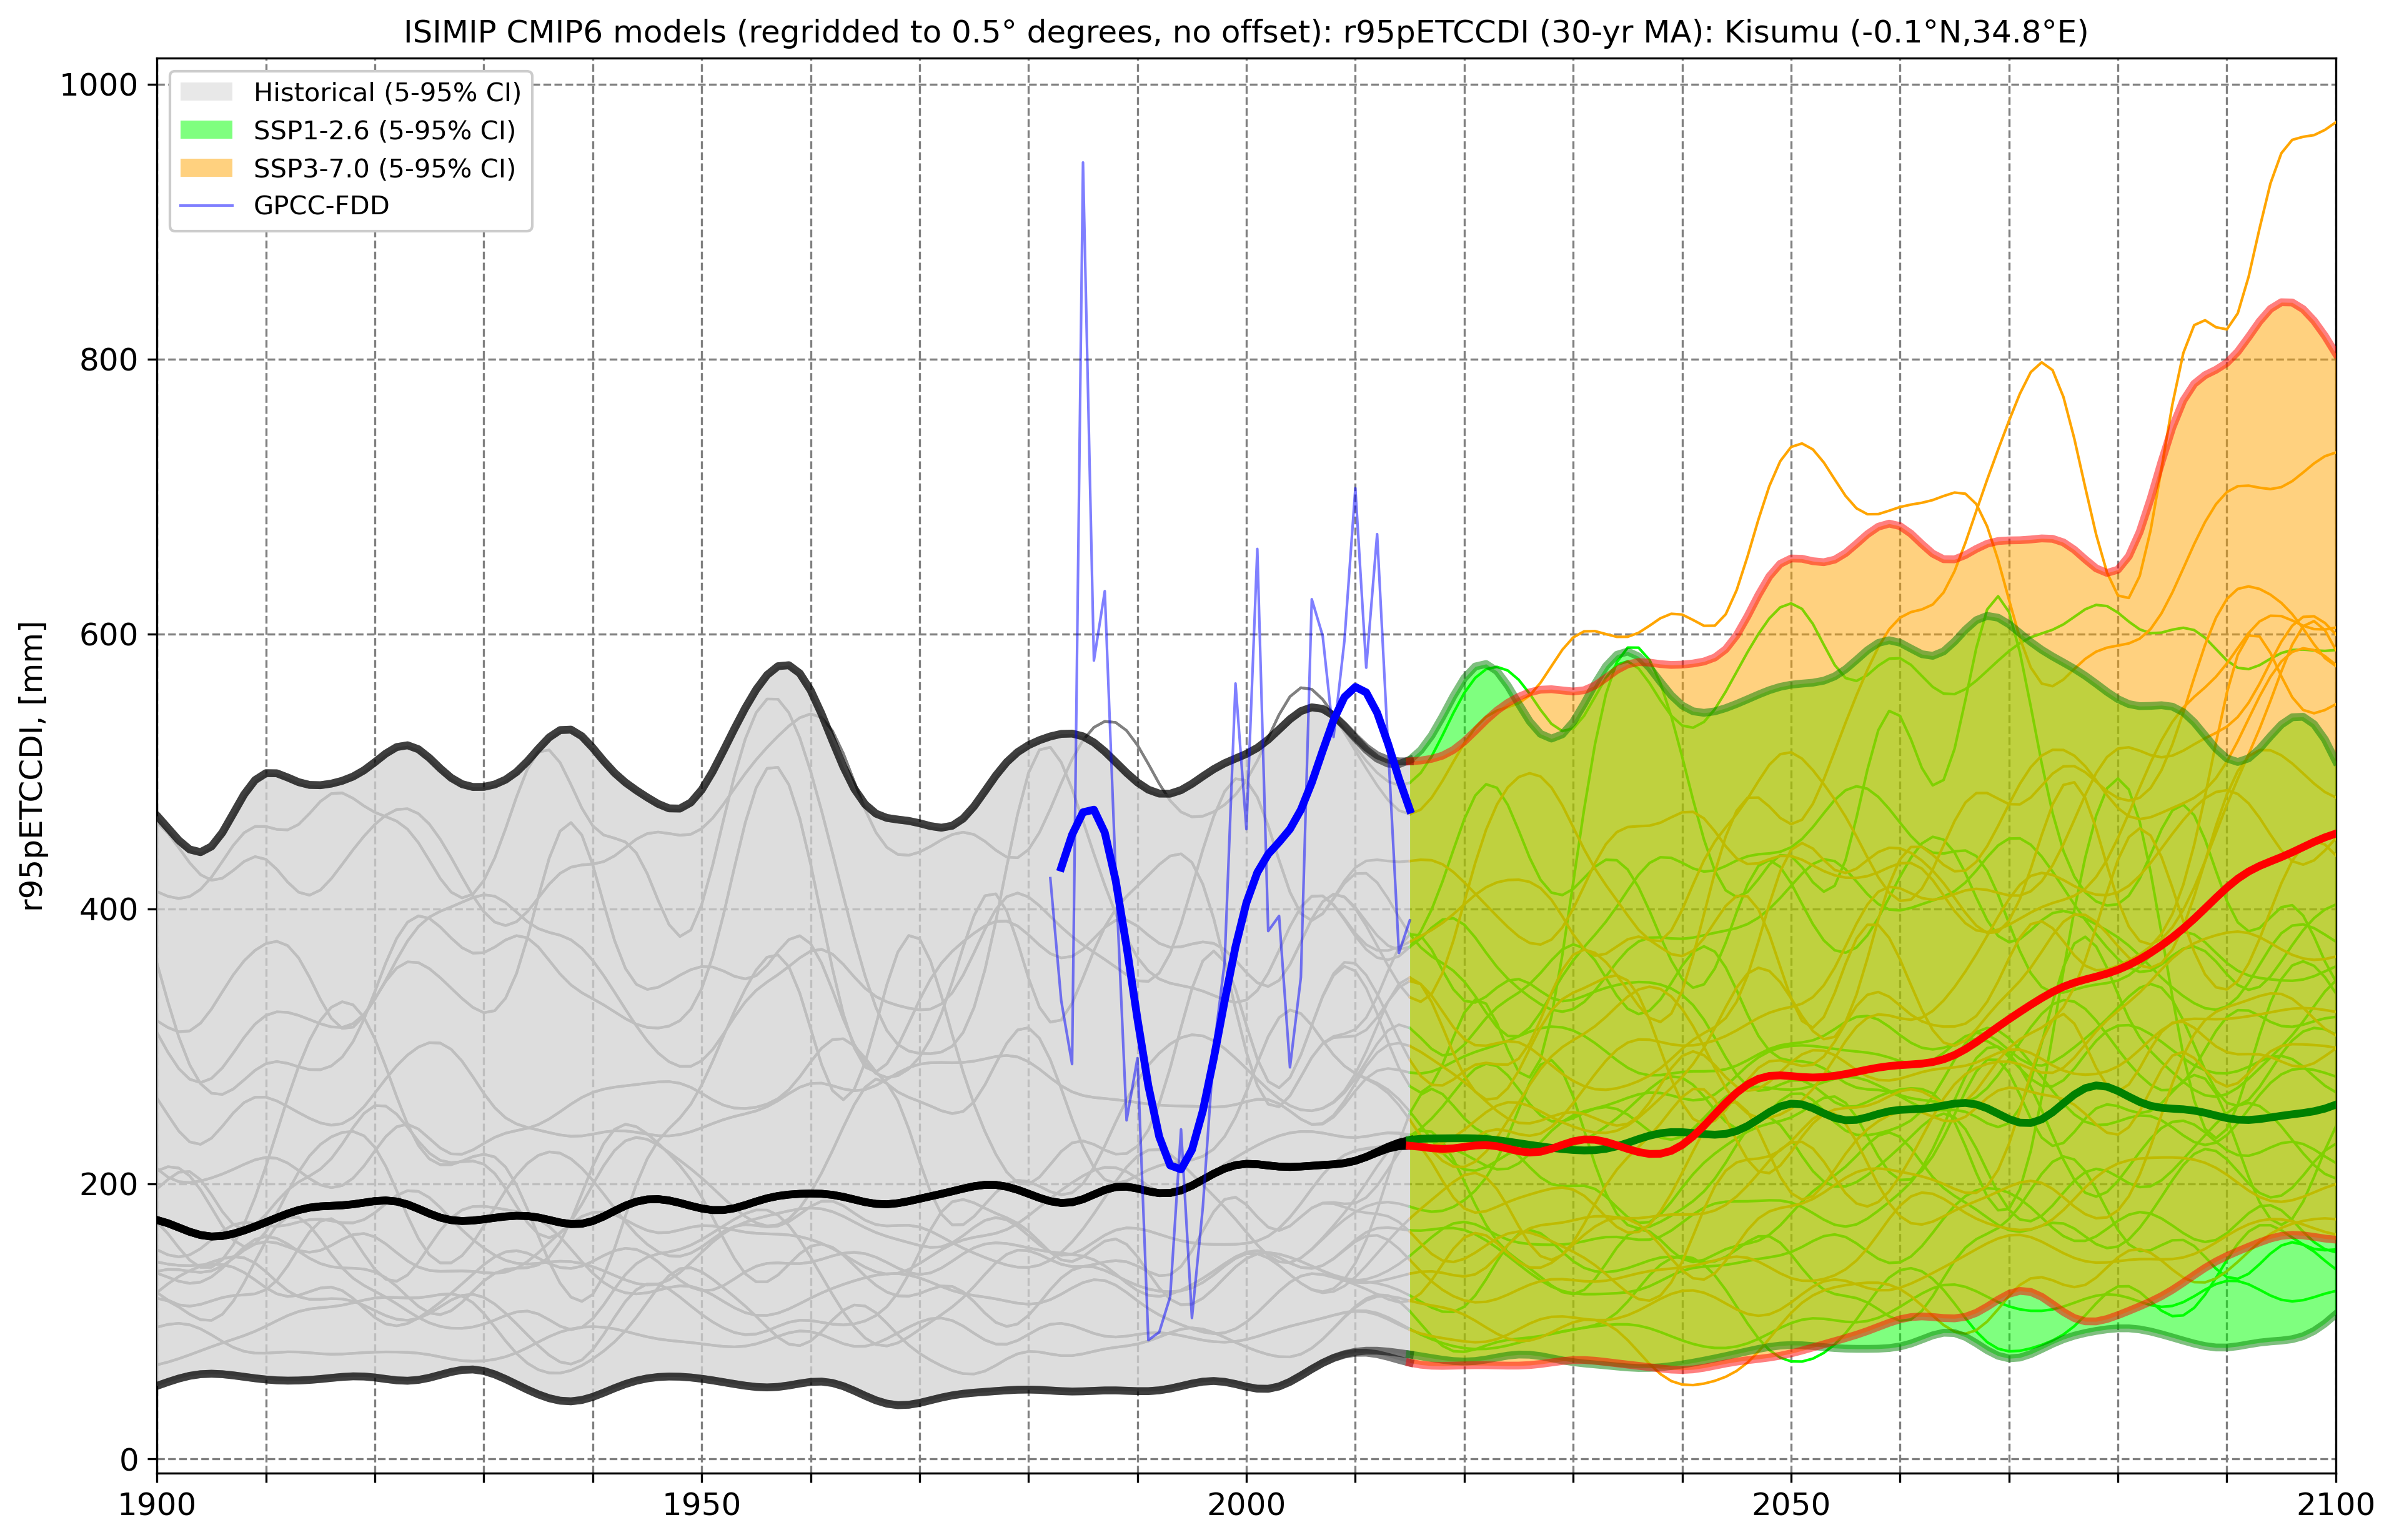 ISIMIP CMIP6 models (regridded to 0.5° degrees, no offset): r95pETCCDI (30-yr MA): Kisumu (-0.1°N,34.8°E)
Historical (5-95% CI)
SSP1-2.6 (5-95% CI)
SSP3-7.0 (5-95% CI)
GPCC-FDD
r95pETCCDI, [mm]
1000
800
600
400
200
0
1900 1950 2000 2050 2100